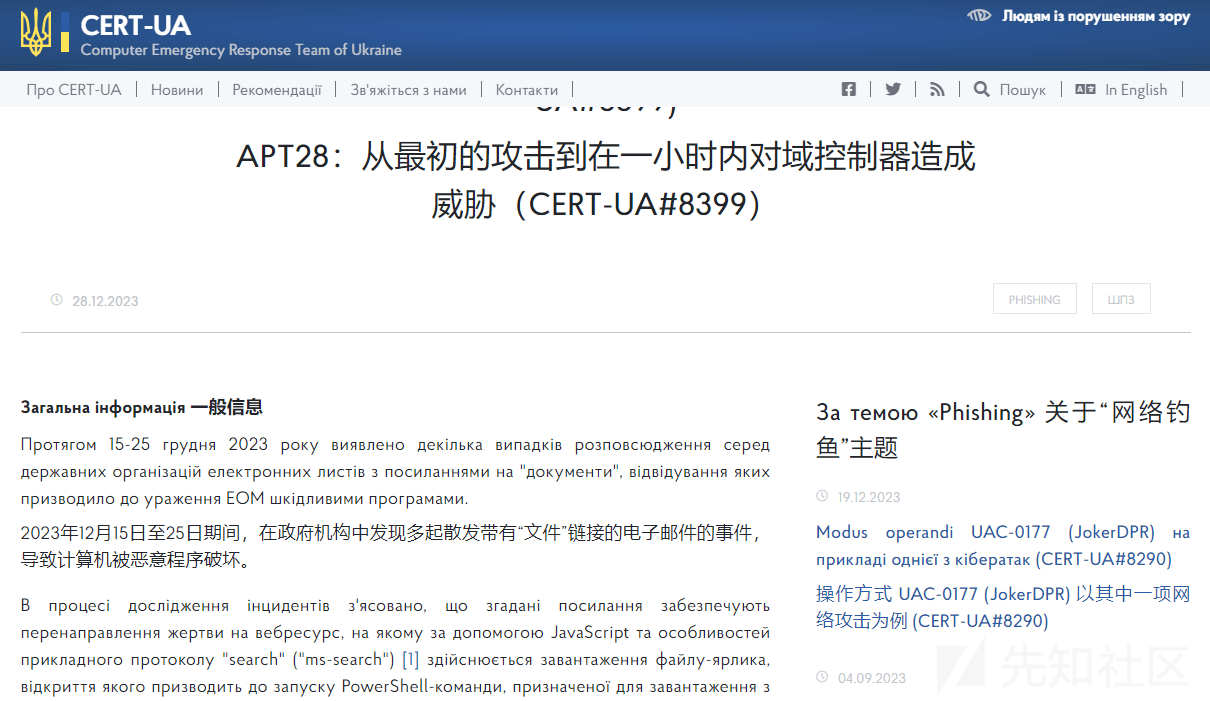 CERT-UA
Computer Emergency Response Team of Ukraine
Людям із порушенням зору
Про CERT-UA
Новини
Рекомендації
Зв'яжіться з нами
Контакти
Пошук
In English
APT28：从最初的攻击到在一小时内对域控制器造成
威胁（CERT-UA#8399）
28.12.2023
PHISHING
ШПЗ
Загальна інформація 一般信息
Протягом 15-25 грудня 2023 року виявлено декілька випадків розповсюдження серед
державних організацій електронних листів з посиланнями на "документи", відвідування яких
призводило до ураження ЕОМ шкідливими програмами.
2023年12月15日至25日期间，在政府机构中发现多起散发带有“文件”链接的电子邮件的事件，
导致计算机被恶意程序破坏。
В процесі дослідження інцидентів з'ясовано, що згадані посилання забезпечують
перенаправлення жертви на вебресурс, на якому за допомогою JavaScript та особливостей
прикладного протоколу "search" ("ms-search") [1] здійснюється завантаження файлу-ярлика,
відкриття якого призводить до запуску PowerShell-команди, призначеної для завантаження з
За темою «Phishing» 关于“网络钓
鱼”主题
19.12.2023
Modus operandi UAC-0177 (JokerDPR) на
прикладі однієї з кібератак (CERT-UA#8290)
操作方式 UAC-0177 (JokerDPR) 以其中一项网
络攻击为例 (CERT-UA#8290)
04.09.2023
先知社区